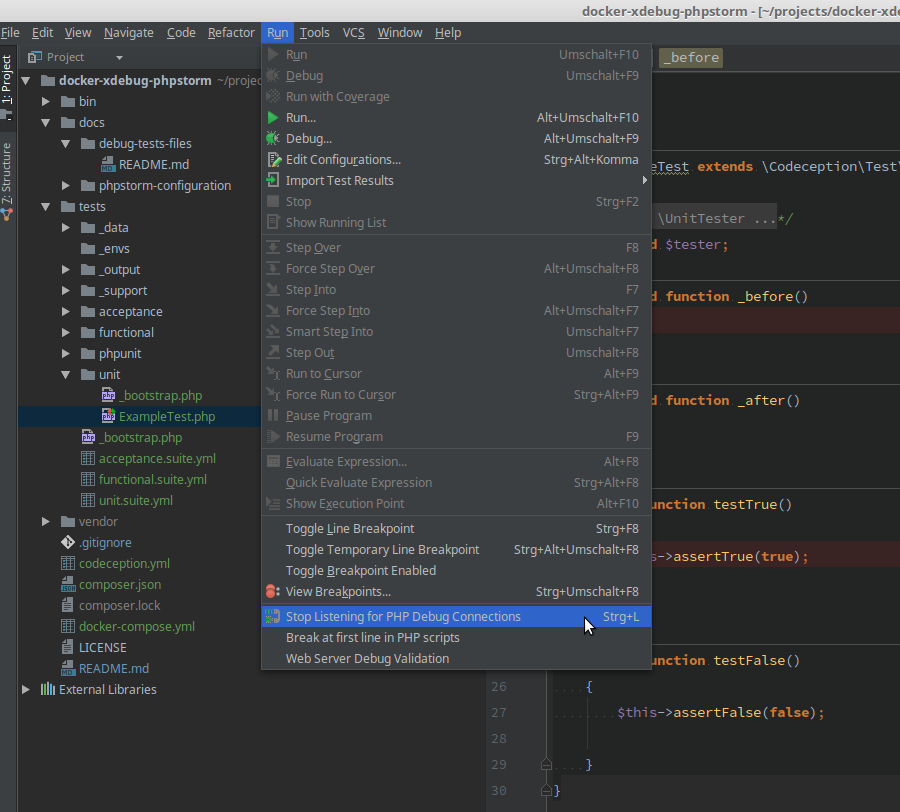 docker-xdebug-phpstorm - [~/projects/docker-xde
File Edit View Navigate Code Refactor Run Tools VCS Window Help
1: Project
Z: Structure
Project
docker-xdebug-phpstorm ~/projec
bin
docs
debug-tests-files
README.md
phpstorm-configuration
tests
_data
_envs
_output
_support
acceptance
functional
phpunit
unit
_bootstrap.php
ExampleTest.php
_bootstrap.php
acceptance.suite.yml
functional.suite.yml
unit.suite.yml
vendor
.gitignore
codeception.yml
composer.json
composer.lock
docker-compose.yml
LICENSE
README.md
External Libraries
Run Umschalt+F10
Debug Umschalt+F9
Run with Coverage
Run... Alt+Umschalt+F10
Debug... Alt+Umschalt+F9
Edit Configurations... Strg+Alt+Komma
Import Test Results
Stop Strg+F2
Show Running List
Step Over F8
Force Step Over Alt+Umschalt+F8
Step Into F7
Force Step Into Alt+Umschalt+F7
Smart Step Into Umschalt+F7
Step Out Umschalt+F8
Run to Cursor Alt+F9
Force Run to Cursor Strg+Alt+F9
Pause Program
Resume Program F9
Evaluate Expression... Alt+F8
Quick Evaluate Expression Strg+Alt+F8
Show Execution Point Alt+F10
Toggle Line Breakpoint Strg+F8
Toggle Temporary Line Breakpoint Strg+Alt+Umschalt+F8
Toggle Breakpoint Enabled
View Breakpoints... Strg+Umschalt+F8
Stop Listening for PHP Debug Connections Strg+L
Break at first line in PHP scripts
Web Server Debug Validation
_before
eTest extends \Codeception\Test\
\UnitTester ...*/
d $tester;
d function _before()
d function _after()
unction testTrue()
s->assertTrue(true);
unction testFalse()
26 {
27 $this->assertFalse(false);
28
29 }
30 }